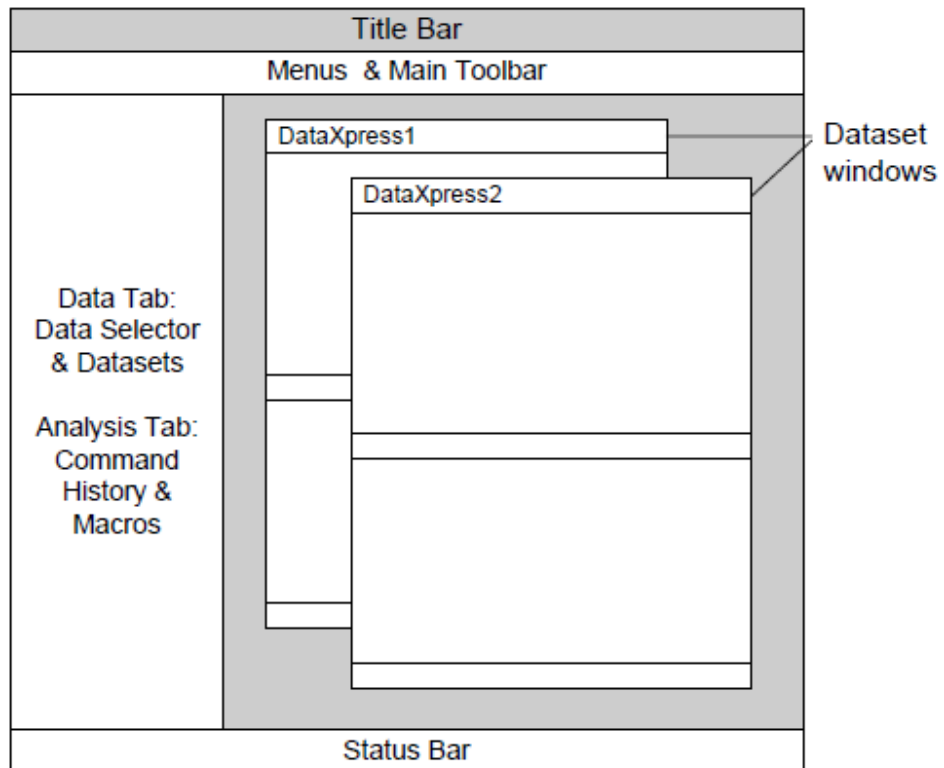 Title Bar
Menus & Main Toolbar
DataXpress1
DataXpress2
Dataset
windows
Data Tab:
Data Selector
& Datasets
Analysis Tab:
Command
History &
Macros
Status Bar